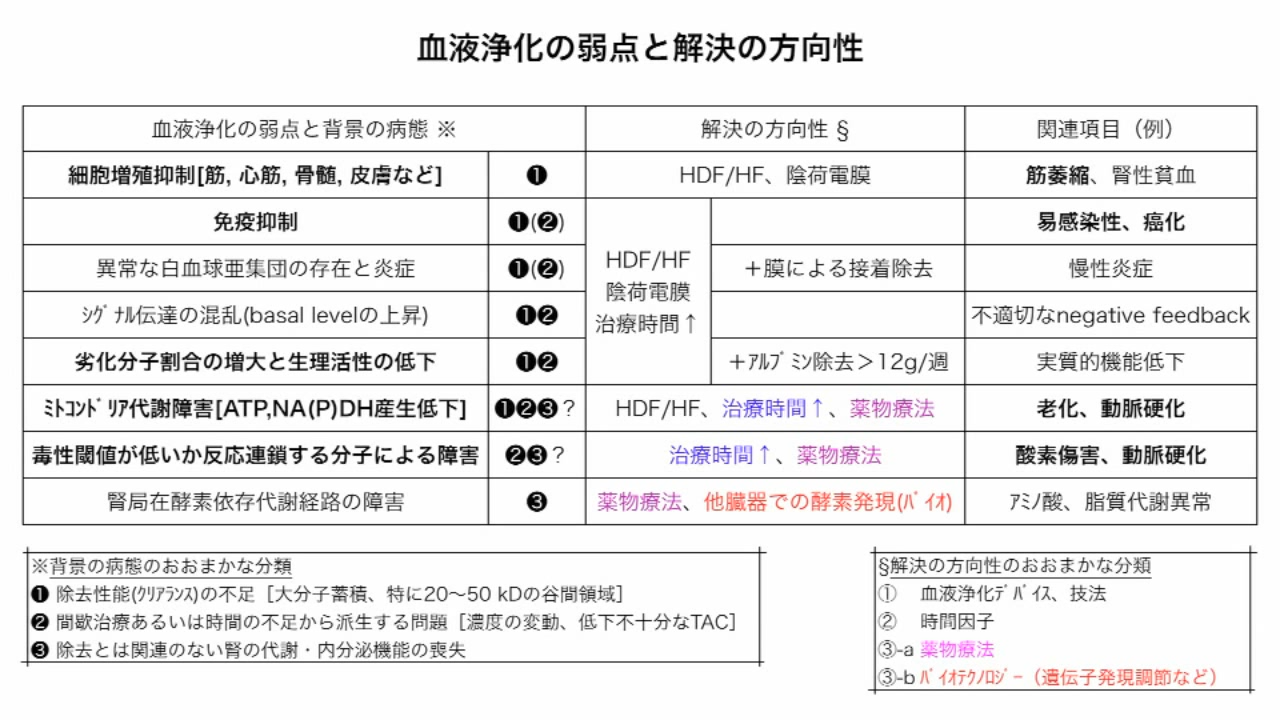 血液浄化の弱点と解決の方向性
血液浄化の弱点と背景の病態 ※ 解決の方向性 § 関連項目（例）
細胞増殖抑制[筋, 心筋, 骨髄, 皮膚など] ❶ HDF/HF、陰荷電膜 筋萎縮、腎性貧血
免疫抑制 ❶(❷) 易感染性、癌化
異常な白血球亜集団の存在と炎症 ❶(❷) ＋膜による接着除去 慢性炎症
HDF/HF
陰荷電膜
治療時間↑
ｼｸﾞﾅﾙ伝達の混乱(basal levelの上昇) ❶❷ 不適切なnegative feedback
劣化分子割合の増大と生理活性の低下 ❶❷ ＋ｱﾙﾌﾞﾐﾝ除去＞12g/週 実質的機能低下
ﾐﾄｺﾝﾄﾞﾘｱ代謝障害[ATP,NA(P)DH産生低下] ❶❷❸？ HDF/HF、治療時間↑、薬物療法 老化、動脈硬化
毒性閾値が低いか反応連鎖する分子による障害 ❷❸？ 治療時間↑、薬物療法 酸素傷害、動脈硬化
腎局在酵素依存代謝経路の障害 ❸ 薬物療法、他臓器での酵素発現(ﾊﾞｲｵ) ｱﾐﾉ酸、脂質代謝異常
※背景の病態のおおまかな分類
❶ 除去性能(ｸﾘｱﾗﾝｽ)の不足［大分子蓄積、特に20〜50 kDの谷間領域］
❷ 間歇治療あるいは時間の不足から派生する問題［濃度の変動、低下不十分なTAC］
❸ 除去とは関連のない腎の代謝・内分泌機能の喪失
§解決の方向性のおおまかな分類
① 血液浄化ﾃﾞﾊﾞｲｽ、技法
② 時間因子
③-a 薬物療法
③-b ﾊﾞｲｵﾃｸﾉﾛｼﾞｰ（遺伝子発現調節など）